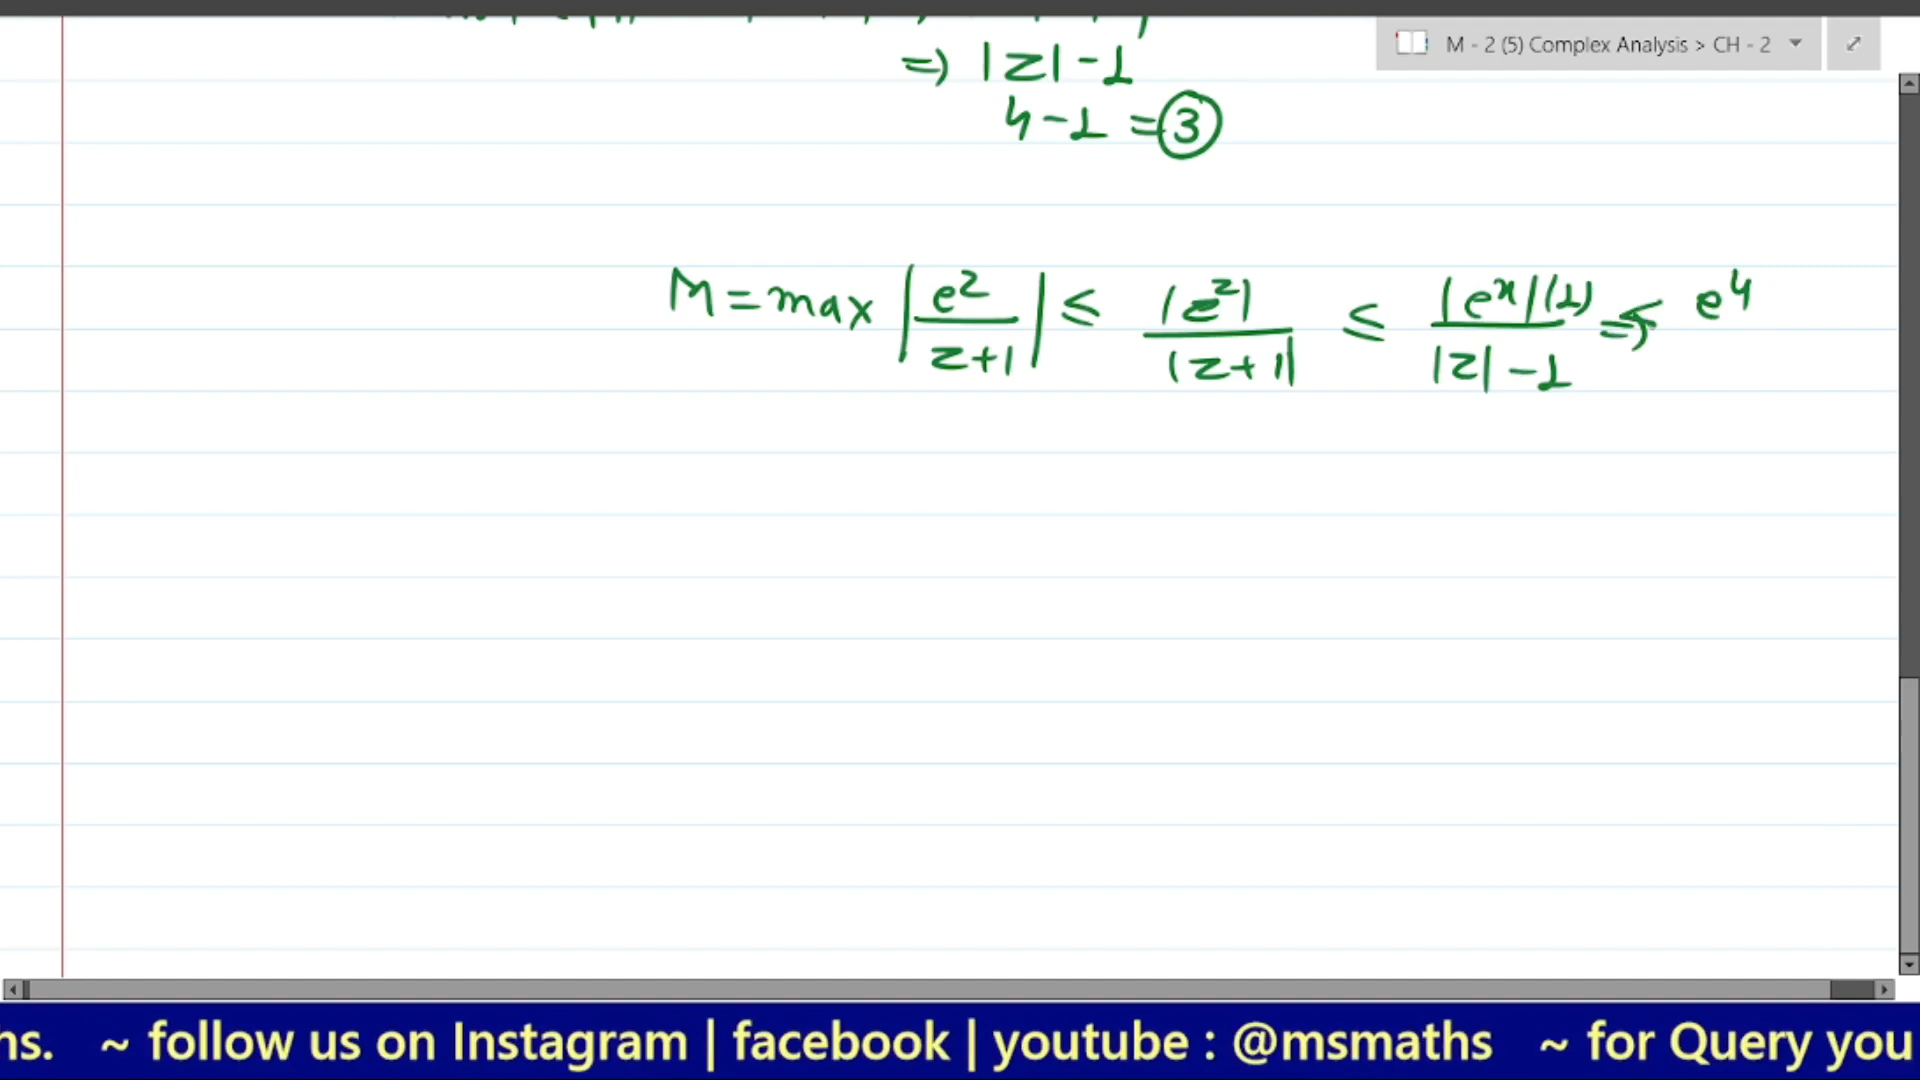 M - 2 (5) Complex Analysis > CH - 2
=> |z| - 1
4 - 1 = 3
M = max |e^2 / z+1| ≤ |e^z| / |z+1| ≤ |e^x| (1) / |z| - 1 => ≤ e^4
~ follow us on Instagram | facebook | youtube : @msmaths ~ for Query you